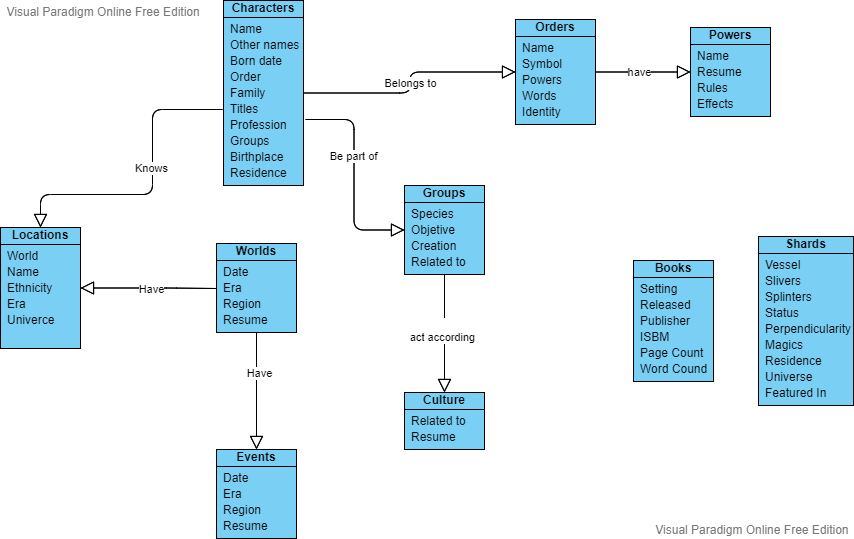 Visual Paradigm Online Free Edition
Characters
Name
Other names
Born date
Order
Family
Titles
Profession
Groups
Birthplace
Residence
Belongs to
Orders
Name
Symbol
Powers
Words
Identity
have
Powers
Name
Resume
Rules
Effects
Knows
Be part of
Locations
World
Name
Ethnicity
Era
Univerce
Have
Worlds
Date
Era
Region
Resume
Have
Events
Date
Era
Region
Resume
Groups
Species
Objetive
Creation
Related to
act according
Culture
Related to
Resume
Books
Setting
Released
Publisher
ISBM
Page Count
Word Cound
Shards
Vessel
Slivers
Splinters
Status
Perpendicularity
Magics
Residence
Universe
Featured In
Visual Paradigm Online Free Edition